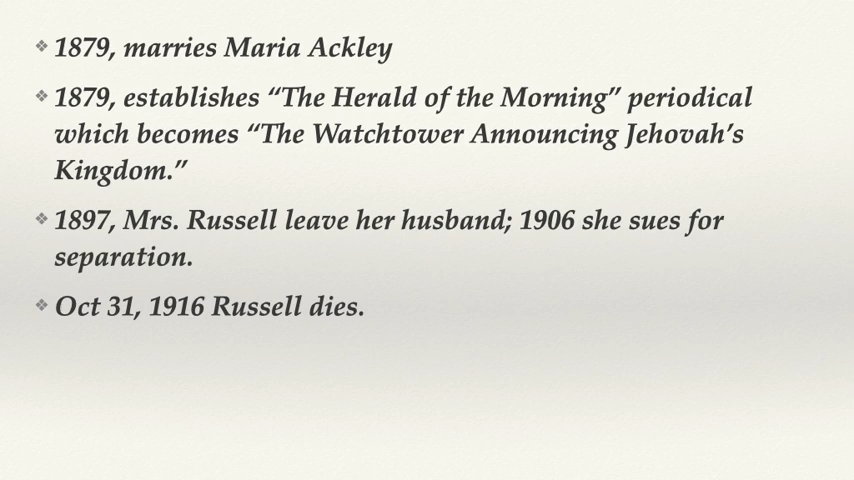 ❖ 1879, marries Maria Ackley
❖ 1879, establishes “The Herald of the Morning” periodical
which becomes “The Watchtower Announcing Jehovah’s
Kingdom.”
❖ 1897, Mrs. Russell leave her husband; 1906 she sues for
separation.
❖ Oct 31, 1916 Russell dies.